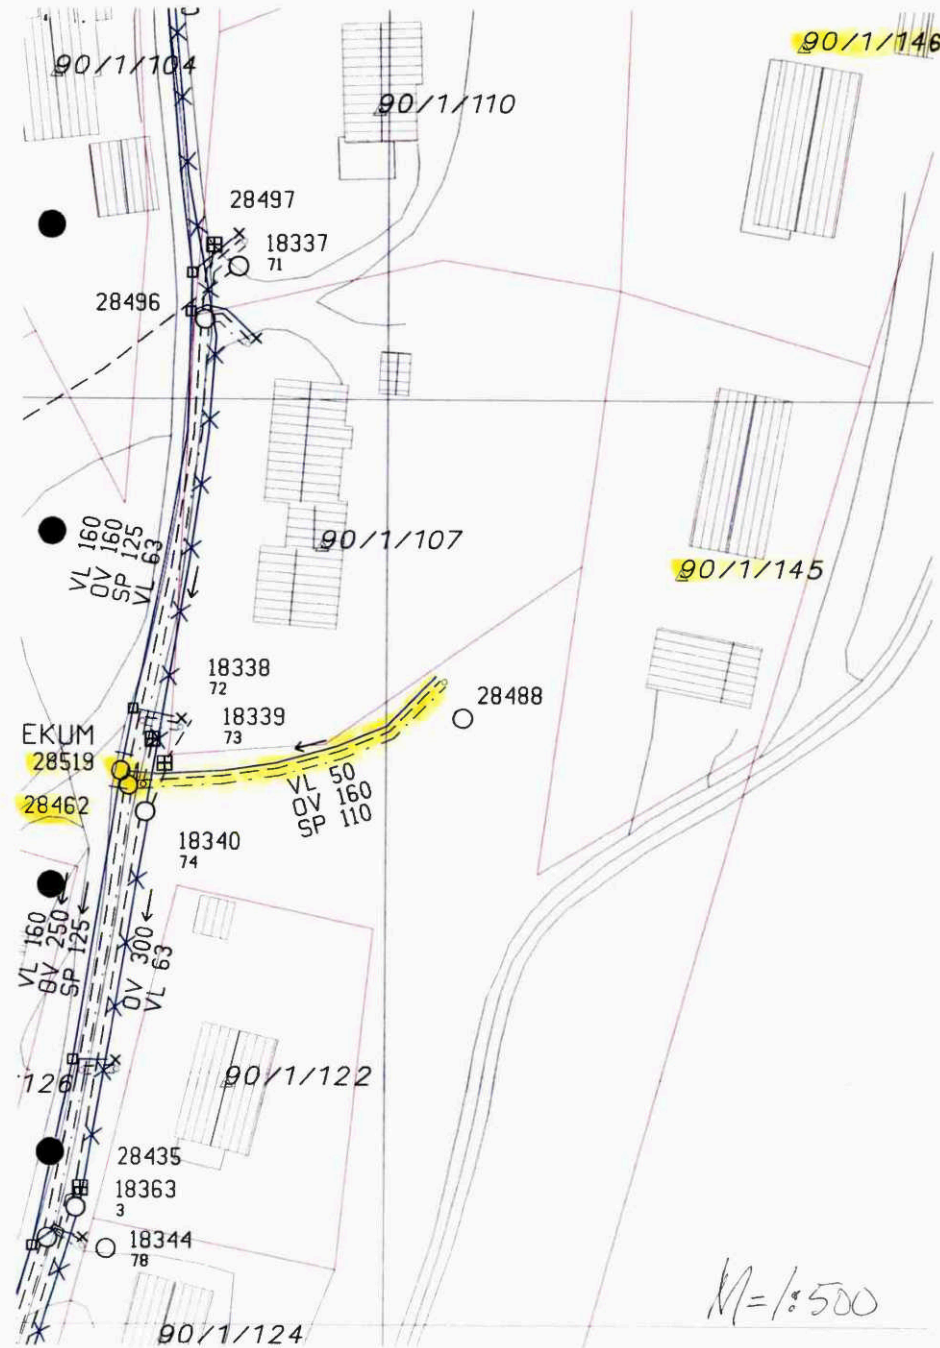 90/1/146
90/1/104
90/1/110
28497
18337
71
28496
VL 160
OV 160
SP 125
VL 63
90/1/107
90/1/145
18338
72
18339
73
28488
EKUM
28519
28462
VL 50
OV 160
SP 110
18340
74
VL 160
OV 250
SP 125
OV 300
VL 63
126
90/1/122
28435
18363
3
18344
78
M=1:500
90/1/124